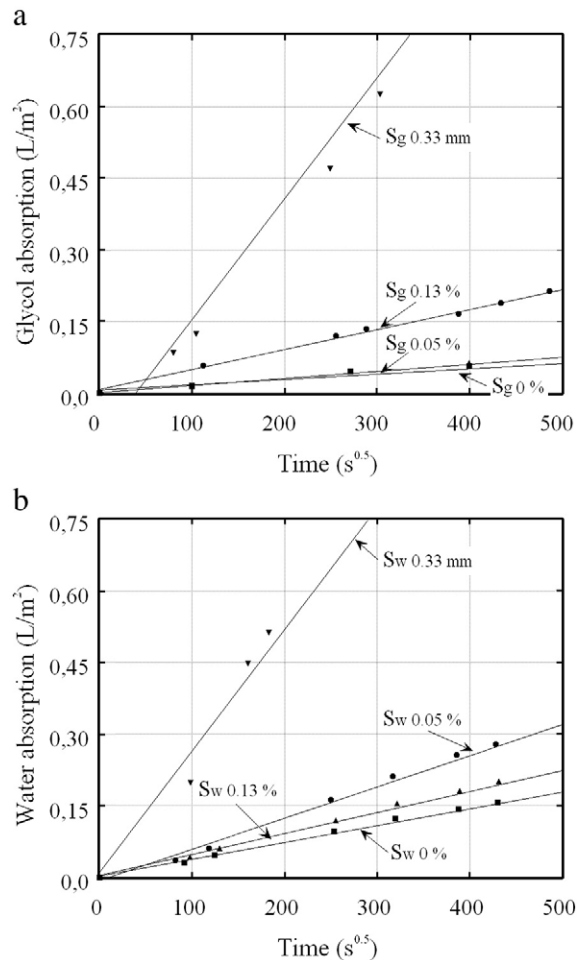 a
0.75
0.60
0.45
0,30
0.15
0,0
Glycol absorption (L/m²)
Sg 0.33 mm
Sg 0.13 %
Sg 0.05 %
Sg 0 %
0 100 200 300 400 500
Time (s⁰·⁵)
b
0,75
0,60
0.45
0,30
0.15
0,0
Water absorption (L/m²)
Sw 0.33 mm
Sw 0.05 %
Sw 0.13 %
Sw 0 %
0 100 200 300 400 500
Time (s⁰·⁵)